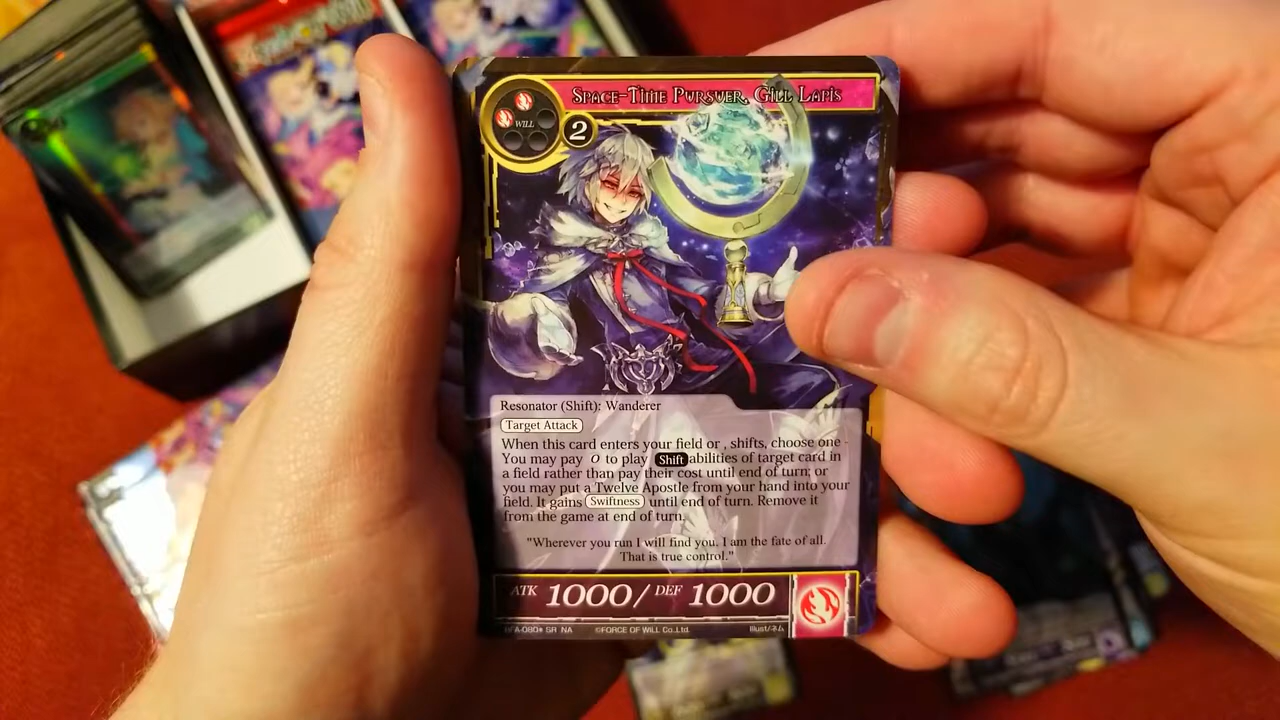 Space-Time Pursuer, Gill Lapis
WILL
2
Resonator (Shift): Wanderer
Target Attack
When this card enters your field or , shifts, choose one -
You may pay 0 to play Shift abilities of target card in
a field rather than pay their cost until end of turn; or
you may put a Twelve Apostle from your hand into your
field. It gains Swiftness until end of turn. Remove it
from the game at end of turn.
"Wherever you run I will find you. I am the fate of all.
That is true control."
ATK 1000 / DEF 1000
BFA-080* SR NA ©FORCE OF WILL Co.,Ltd. Illust/ネム